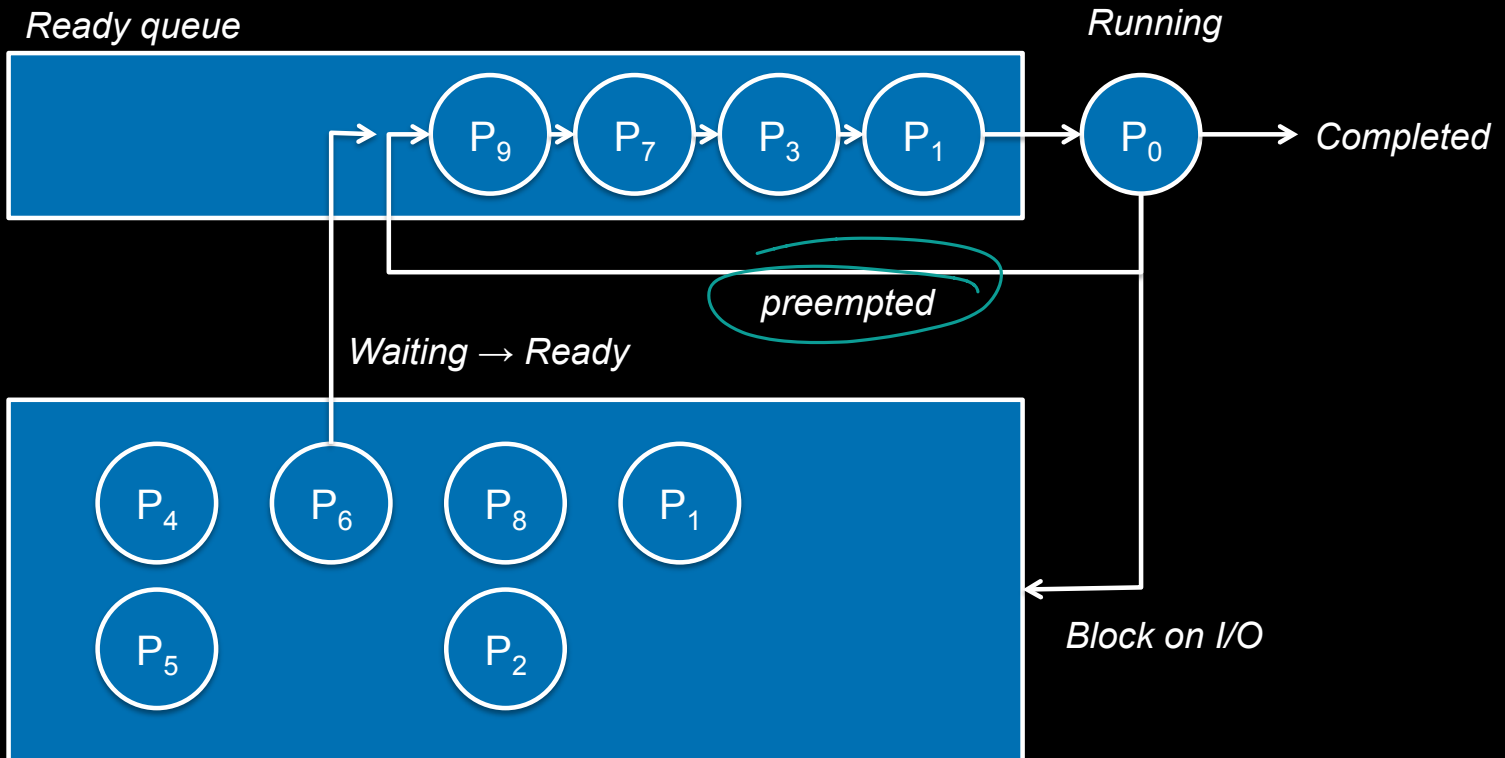 Ready queue
Running
P₉ P₇ P₃ P₁ P₀ Completed
preempted
Waiting → Ready
P₄ P₆ P₈ P₁
Block on I/O
P₅ P₂